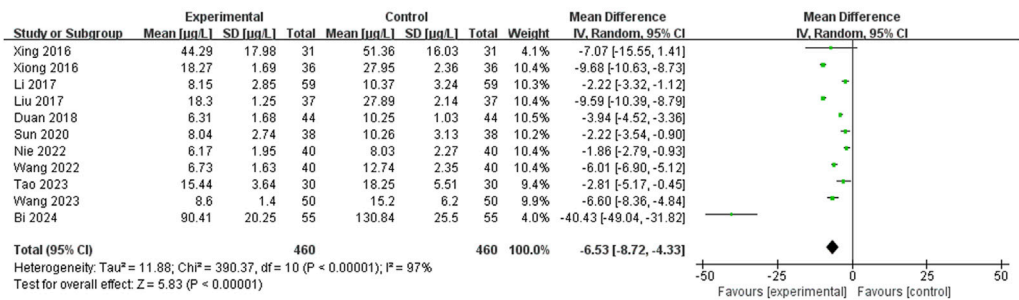 Experimental Control Mean Difference Mean Difference
Study or Subgroup Mean [µg/L] SD [µg/L] Total Mean [µg/L] SD [µg/L] Total Weight IV, Random, 95% CI IV, Random, 95% CI
Xing 2016 44.29 17.98 31 51.36 16.03 31 4.1% -7.07 [-15.55, 1.41]
Xiong 2016 18.27 1.69 36 27.95 2.36 36 10.4% -9.68 [-10.63, -8.73]
Li 2017 8.15 2.85 59 10.37 3.24 59 10.3% -2.22 [-3.32, -1.12]
Liu 2017 18.3 1.25 37 27.89 2.14 37 10.4% -9.59 [-10.39, -8.79]
Duan 2018 6.31 1.68 44 10.25 1.03 44 10.5% -3.94 [-4.52, -3.36]
Sun 2020 8.04 2.74 38 10.26 3.13 38 10.2% -2.22 [-3.54, -0.90]
Nie 2022 6.17 1.95 40 8.03 2.27 40 10.4% -1.86 [-2.79, -0.93]
Wang 2022 6.73 1.63 40 12.74 2.35 40 10.4% -6.01 [-6.90, -5.12]
Tao 2023 15.44 3.64 30 18.25 5.51 30 9.4% -2.81 [-5.17, -0.45]
Wang 2023 8.6 1.4 50 15.2 6.2 50 9.9% -6.60 [-8.36, -4.84]
Bi 2024 90.41 20.25 55 130.84 25.5 55 4.0% -40.43 [-49.04, -31.82]
Total (95% CI) 460 460 100.0% -6.53 [-8.72, -4.33]
Heterogeneity: Tau² = 11.88; Chi² = 390.37, df = 10 (P < 0.00001); I² = 97%
Test for overall effect: Z = 5.83 (P < 0.00001)
-50 -25 0 25 50
Favours [experimental] Favours [control]